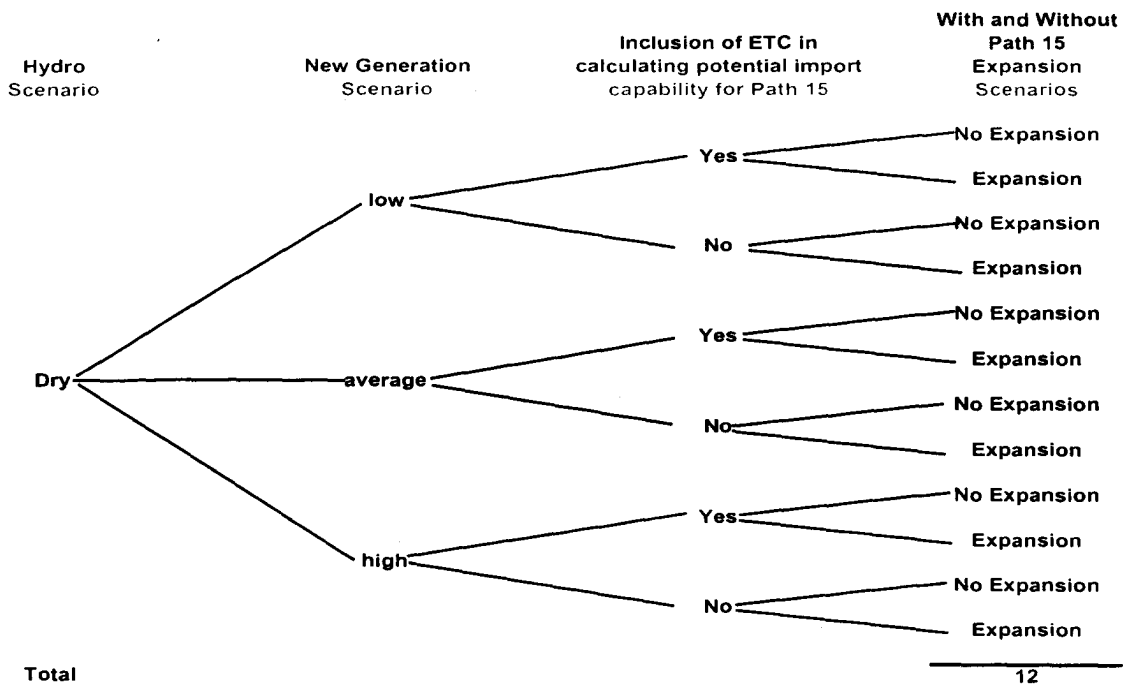 Hydro
Scenario
New Generation
Scenario
Inclusion of ETC in
calculating potential import
capability for Path 15
With and Without
Path 15
Expansion
Scenarios
Dry
low
Yes
No Expansion
Expansion
No
No Expansion
Expansion
average
Yes
No Expansion
Expansion
No
No Expansion
Expansion
high
Yes
No Expansion
Expansion
No
No Expansion
Expansion
Total
12